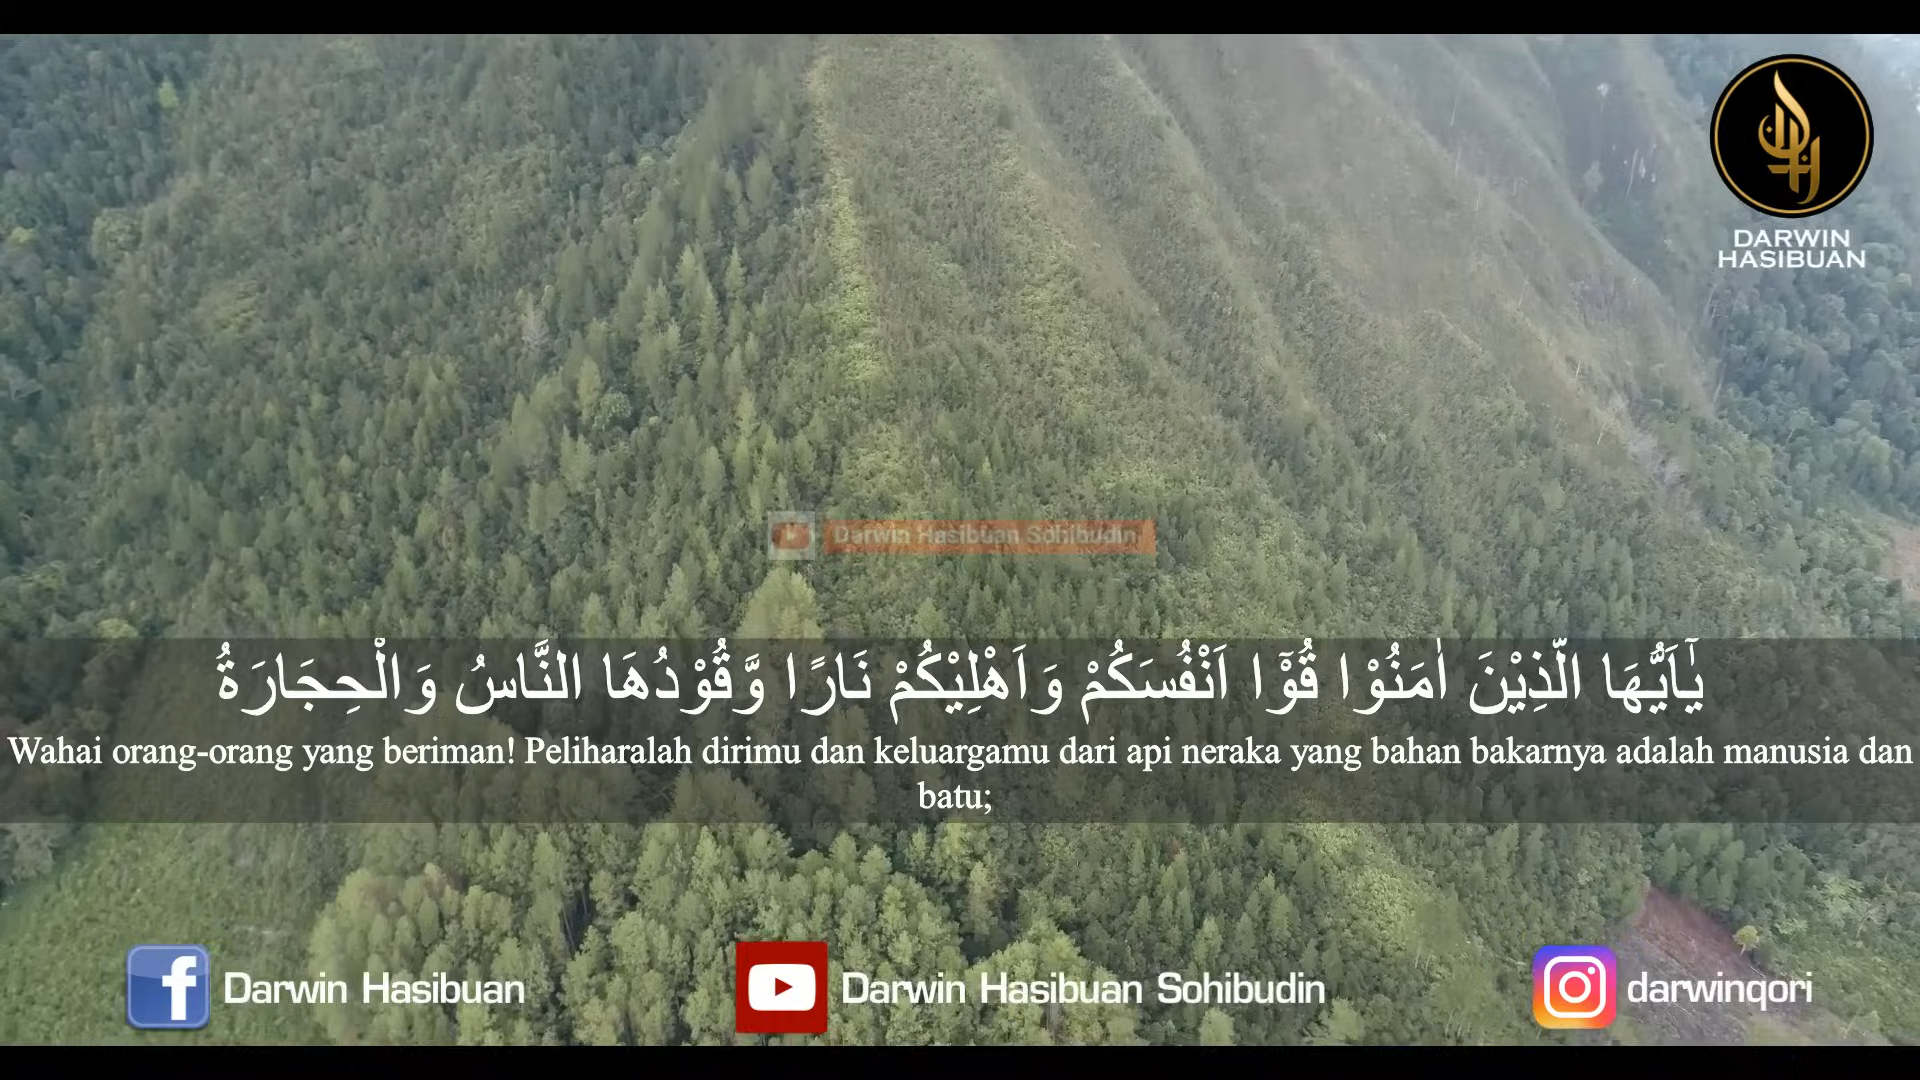 DARWIN
HASIBUAN
Darwin Hasibuan Sohibudin
يٰٓاَيُّهَا الَّذِيْنَ اٰمَنُوْا قُوْٓا اَنْفُسَكُمْ وَاَهْلِيْكُمْ نَارًا وَّقُوْدُهَا النَّاسُ وَالْحِجَارَةُ
Wahai orang-orang yang beriman! Peliharalah dirimu dan keluargamu dari api neraka yang bahan bakarnya adalah manusia dan
batu;
Darwin Hasibuan
Darwin Hasibuan Sohibudin
darwinqori